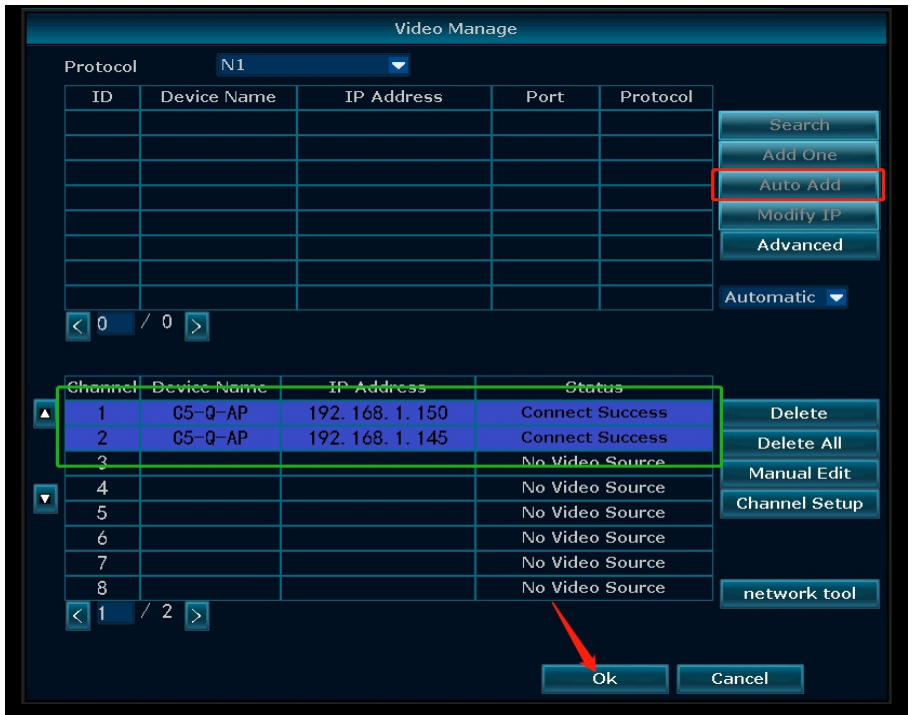 Video Manage
Protocol N1
ID Device Name IP Address Port Protocol
Search
Add One
Auto Add
Modify IP
Advanced
Automatic
< 0 / 0 >
Channel Device Name IP Address Status
1 C5-Q-AP 192.168.1.150 Connect Success
Delete
2 C5-Q-AP 192.168.1.145 Connect Success
Delete All
3 No Video Source
Manual Edit
4 No Video Source
Channel Setup
5 No Video Source
6 No Video Source
7 No Video Source
8 No Video Source
network tool
< 1 / 2 >
Ok Cancel